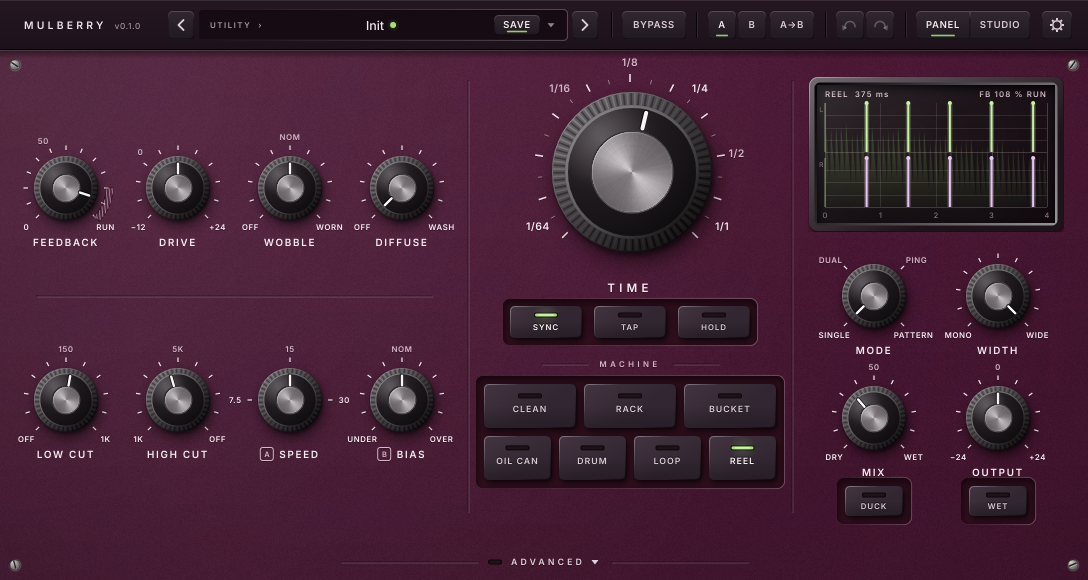 MULBERRY v0.1.0
UTILITY ›
Init
SAVE
BYPASS
A
B
A→B
PANEL
STUDIO
50
0
RUN
FEEDBACK
0
−12
+24
DRIVE
NOM
OFF
WORN
WOBBLE
OFF
WASH
DIFFUSE
150
OFF
1K
LOW CUT
5K
1K
OFF
HIGH CUT
15
7.5
30
A SPEED
NOM
UNDER
OVER
B BIAS
1/8
1/16
1/4
1/2
1/64
1/1
TIME
SYNC
TAP
HOLD
MACHINE
CLEAN
RACK
BUCKET
OIL CAN
DRUM
LOOP
REEL
REEL 375 ms
FB 108 % RUN
L
R
0 1 2 3 4
DUAL
PING
SINGLE
PATTERN
MODE
MONO
WIDE
WIDTH
50
DRY
WET
MIX
0
−24
+24
OUTPUT
DUCK
WET
ADVANCED